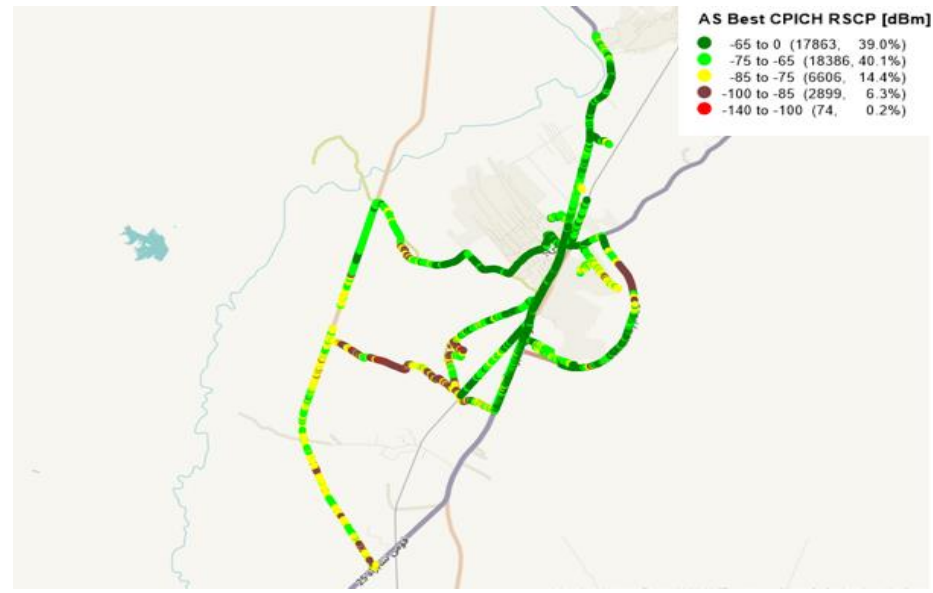 AS Best CPICH RSCP [dBm]
-65 to 0 (17863, 39.0%)
-75 to -65 (18386, 40.1%)
-85 to -75 (6606, 14.4%)
-100 to -85 (2899, 6.3%)
-140 to -100 (74, 0.2%)